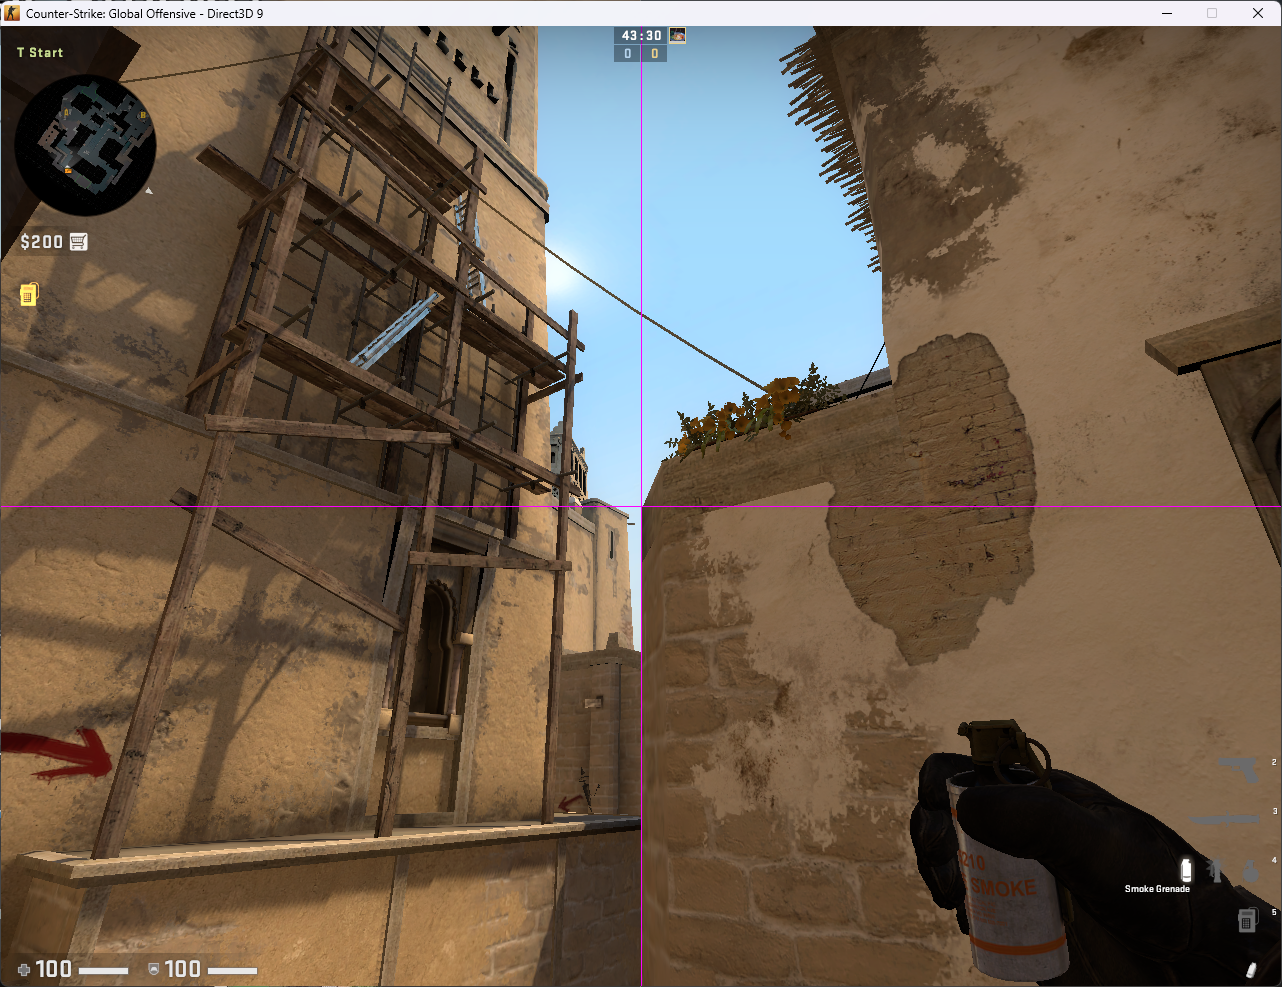 Counter-Strike: Global Offensive - Direct3D 9
T Start
43:30
0 0
$200
2
3
4
210
SMOKE
Smoke Grenade
5
100 100